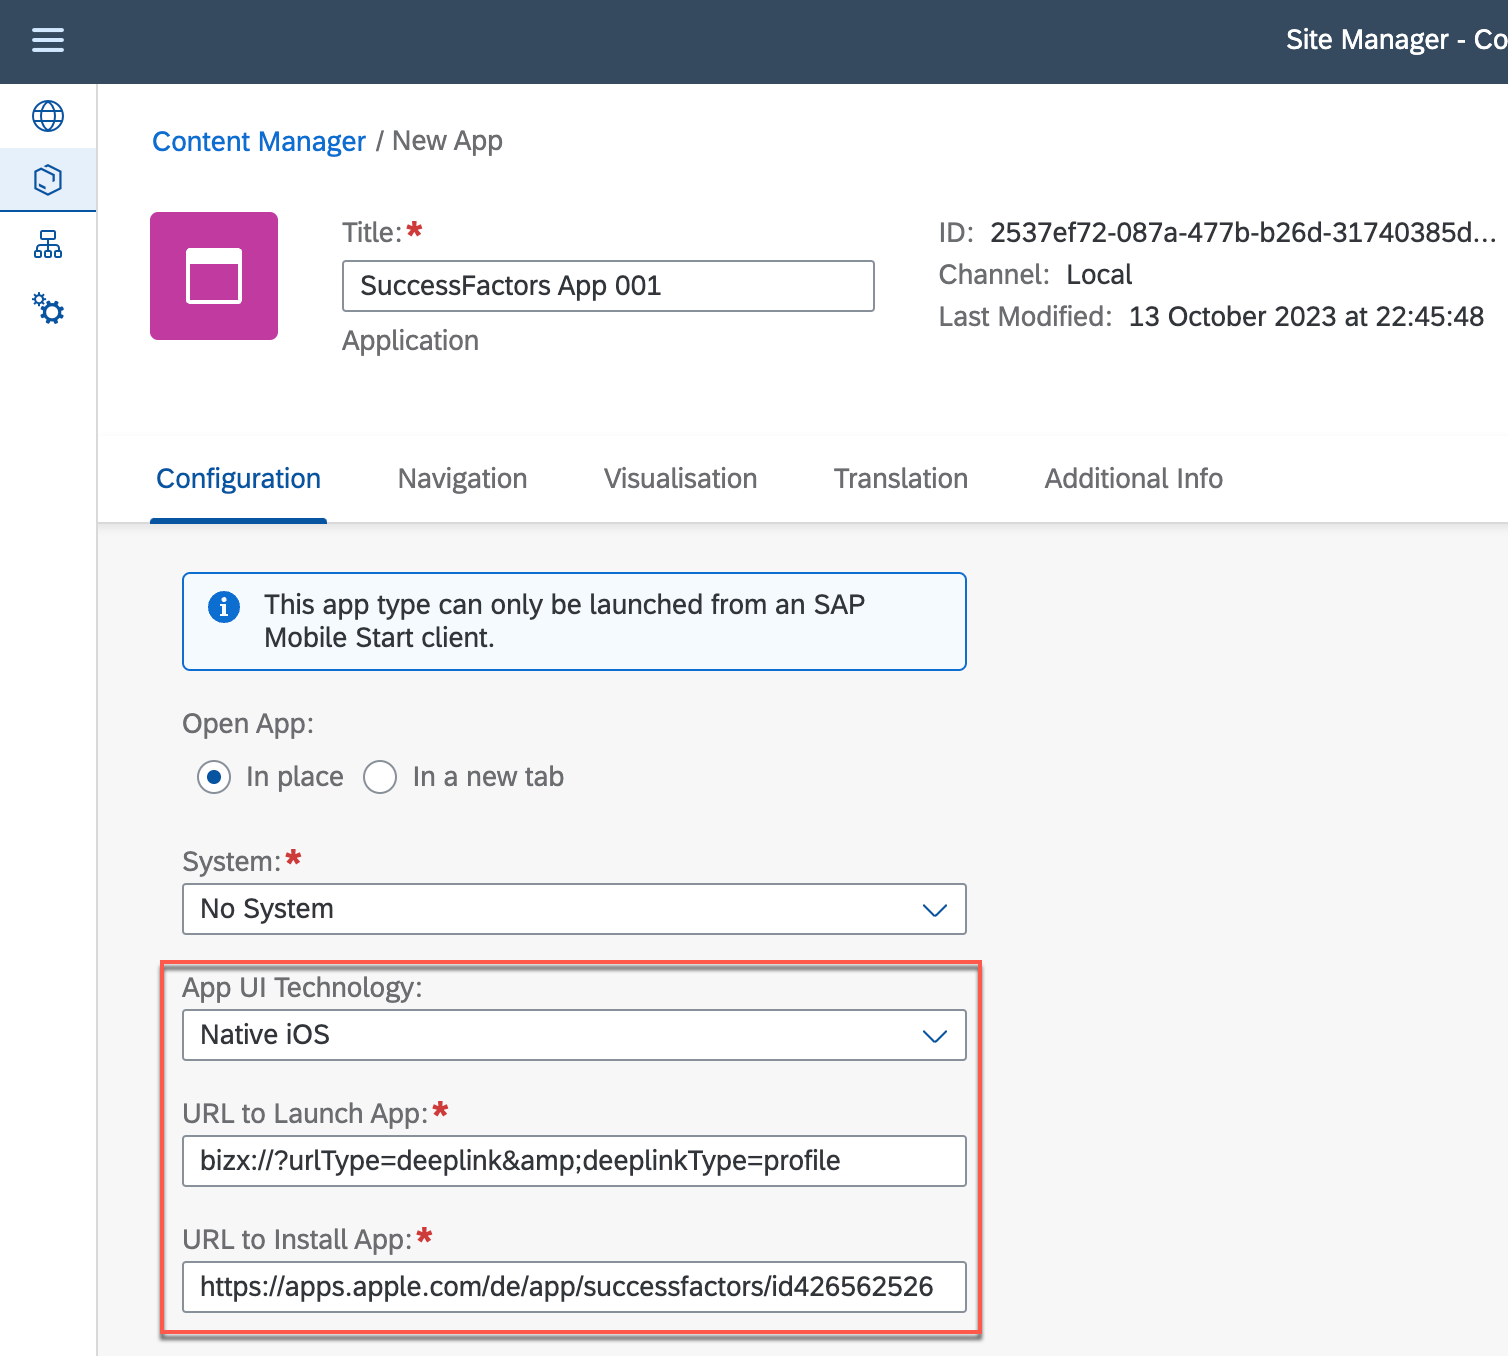 Site Manager - Co
Content Manager / New App
Title:*
SuccessFactors App 001
Application
ID: 2537ef72-087a-477b-b26d-31740385d...
Channel: Local
Last Modified: 13 October 2023 at 22:45:48
Configuration Navigation Visualisation Translation Additional Info
This app type can only be launched from an SAP
Mobile Start client.
Open App:
In place In a new tab
System:*
No System
App UI Technology:
Native iOS
URL to Launch App:*
bizx://?urlType=deeplink&amp;deeplinkType=profile
URL to Install App:*
https://apps.apple.com/de/app/successfactors/id426562526